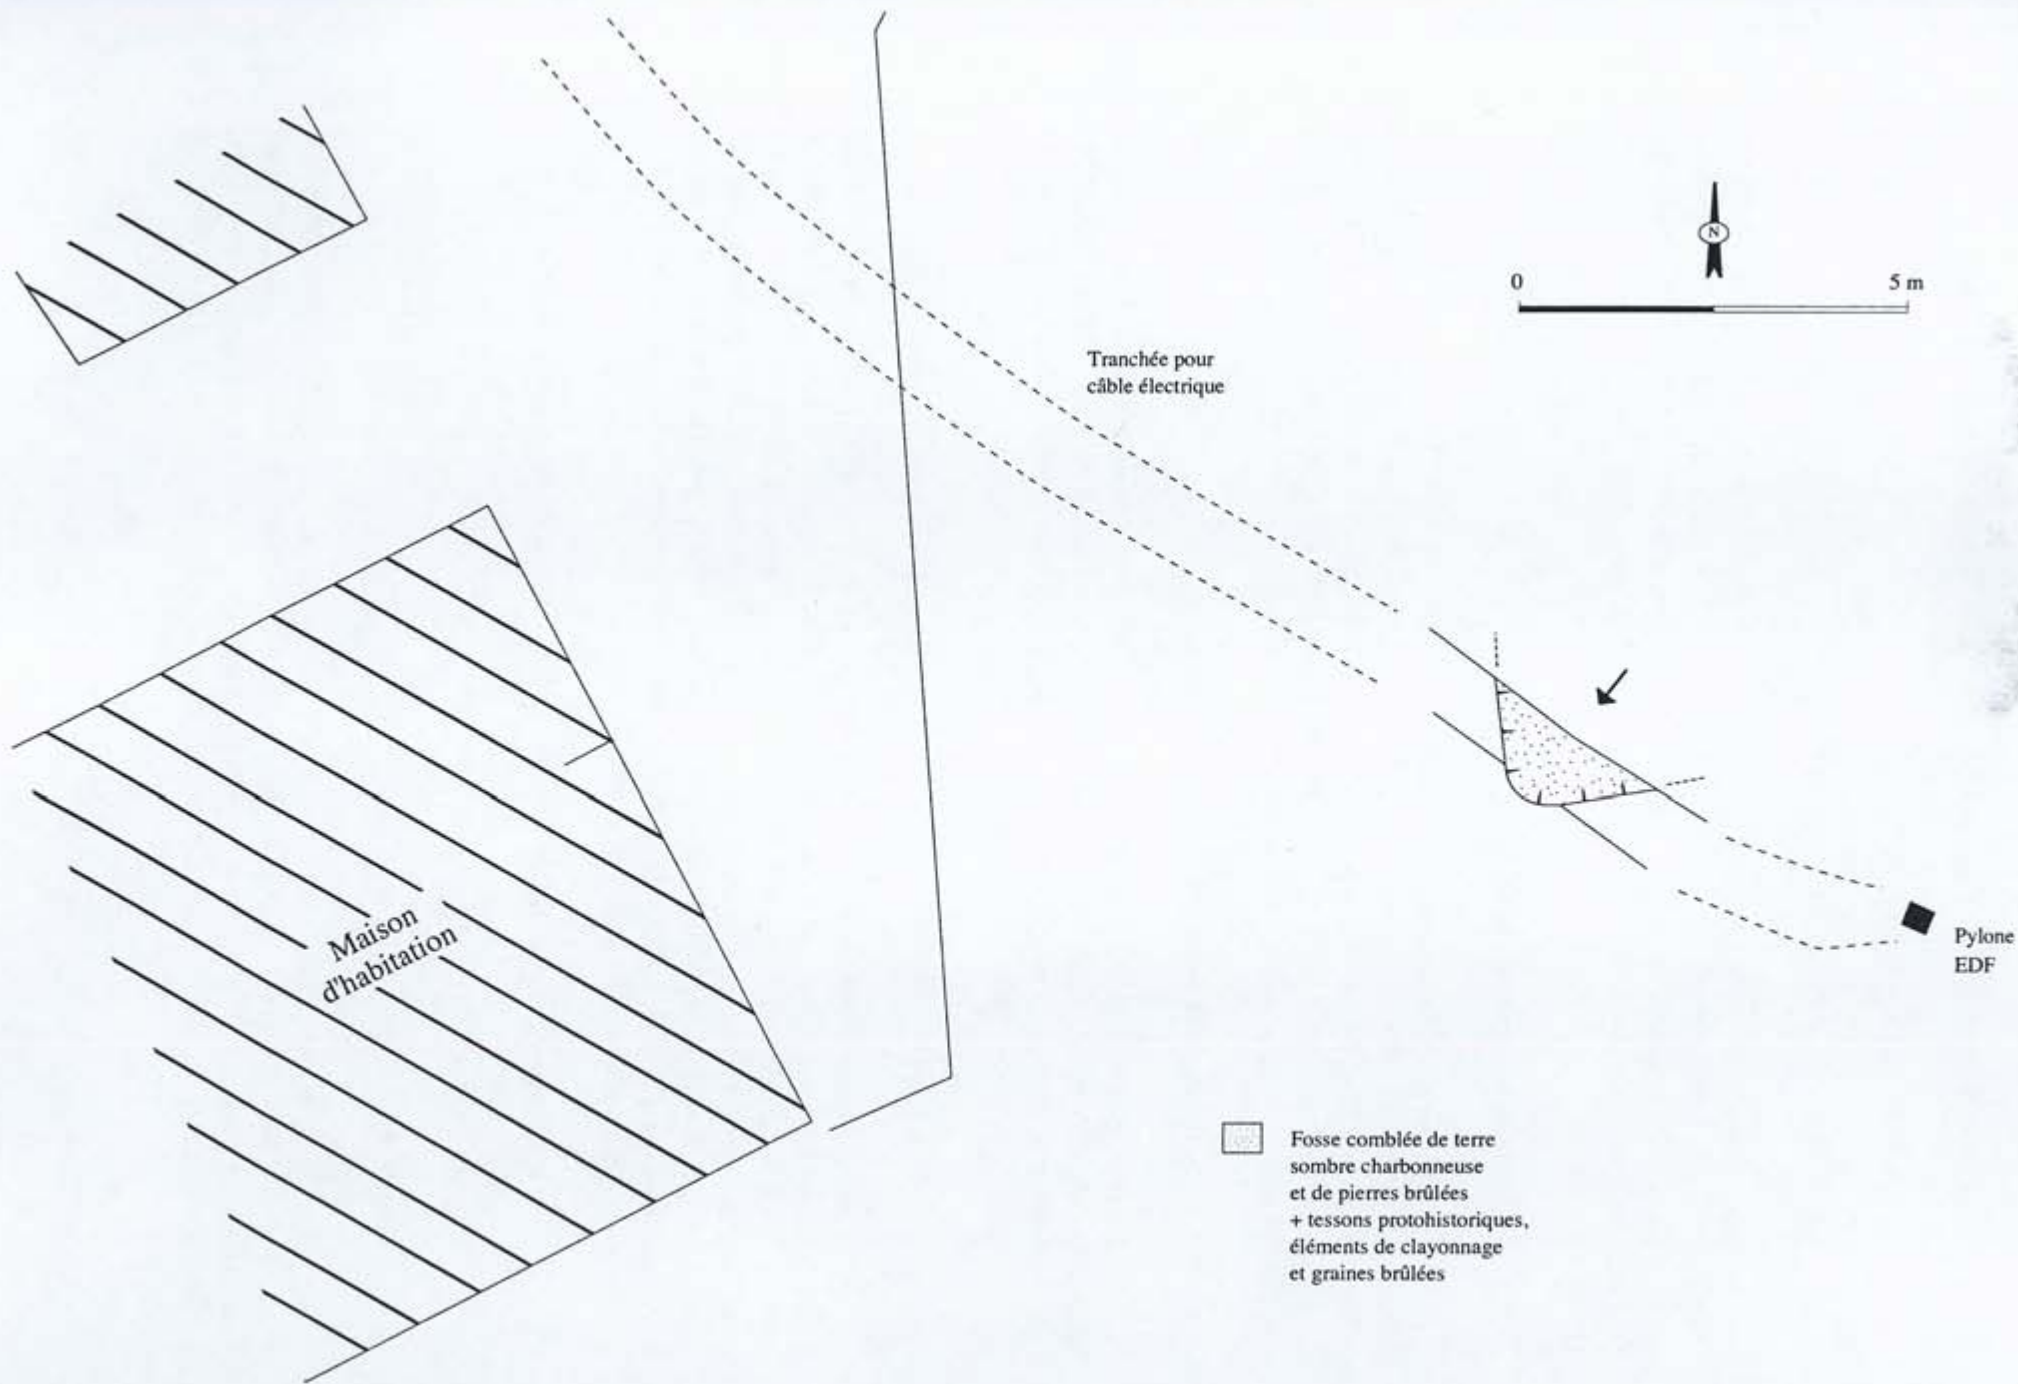 N
0 5 m
Tranchée pour
câble électrique
Maison
d'habitation
Pylone
EDF
Fosse comblée de terre
sombre charbonneuse
et de pierres brûlées
+ tessons protohistoriques,
éléments de clayonnage
et graines brûlées